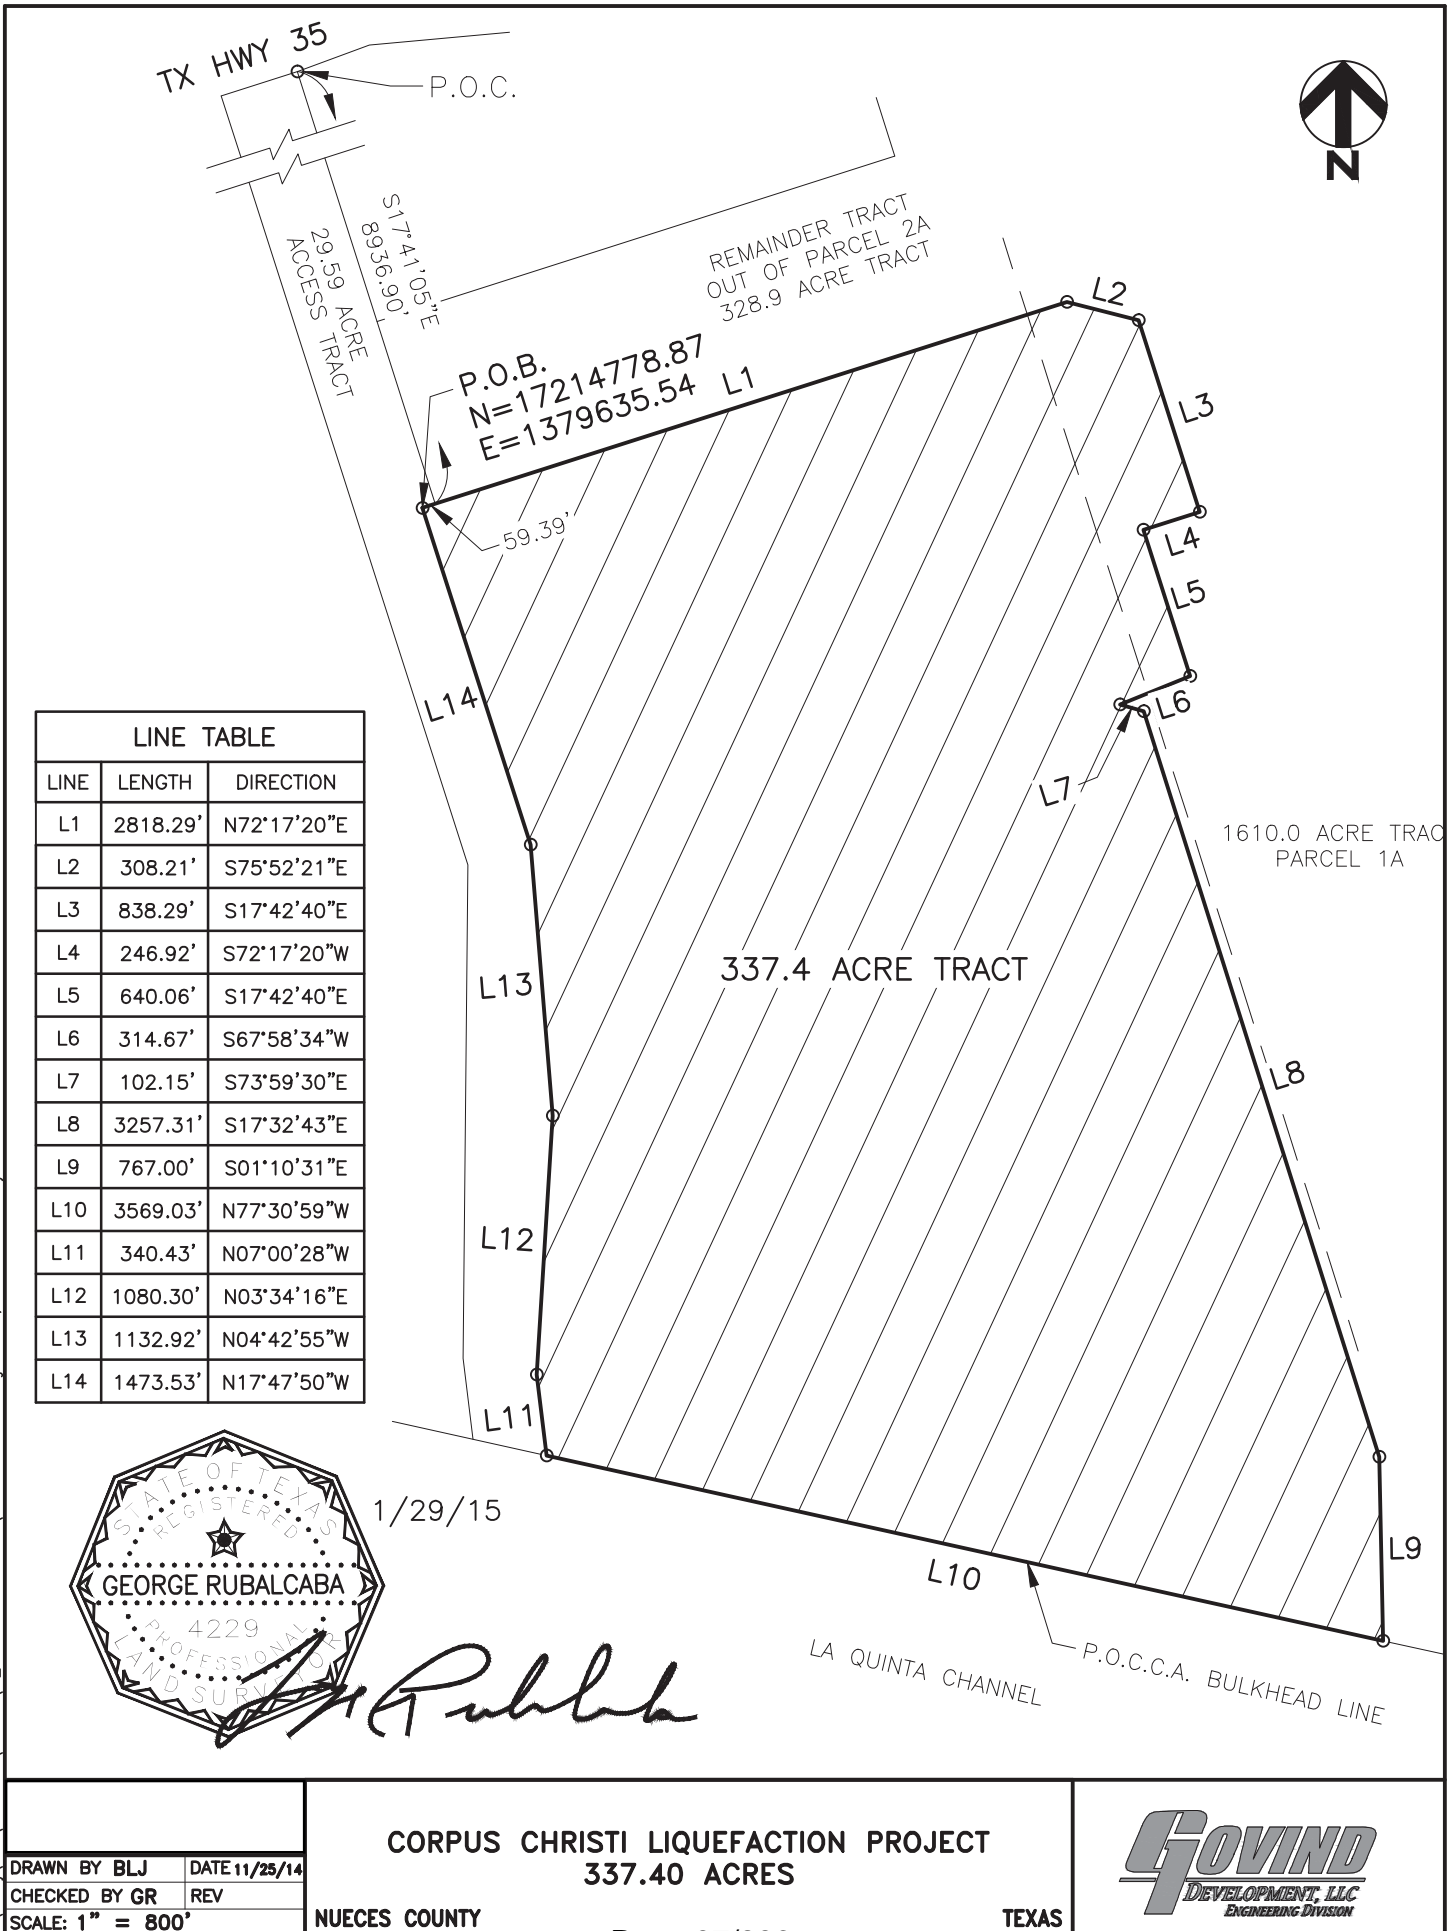 TX HWY 35
P.O.C.
N
S17°41'05"E
8936.90'
29.59 ACRE
ACCESS TRACT
REMAINDER TRACT
OUT OF PARCEL 2A
328.9 ACRE TRACT
P.O.B.
N=17214778.87
E=1379635.54
L1
L2
L3
L4
L5
L6
L7
59.39'
L14
1610.0 ACRE TRAC
PARCEL 1A
337.4 ACRE TRACT
L13
L8
L12
L11
L9
L10
LA QUINTA CHANNEL
P.O.C.C.A. BULKHEAD LINE
LINE TABLE
LINE LENGTH DIRECTION
L1 2818.29' N72°17'20"E
L2 308.21' S75°52'21"E
L3 838.29' S17°42'40"E
L4 246.92' S72°17'20"W
L5 640.06' S17°42'40"E
L6 314.67' S67°58'34"W
L7 102.15' S73°59'30"E
L8 3257.31' S17°32'43"E
L9 767.00' S01°10'31"E
L10 3569.03' N77°30'59"W
L11 340.43' N07°00'28"W
L12 1080.30' N03°34'16"E
L13 1132.92' N04°42'55"W
L14 1473.53' N17°47'50"W
STATE OF TEXAS
REGISTERED
GEORGE RUBALCABA
4229
PROFFSSIONAL
LAND SURVEYOR
1/29/15
DRAWN BY BLJ DATE 11/25/14
CHECKED BY GR REV
SCALE: 1" = 800'
CORPUS CHRISTI LIQUEFACTION PROJECT
337.40 ACRES
NUECES COUNTY TEXAS
GOVIND
DEVELOPMENT, LLC
ENGINEERING DIVISION